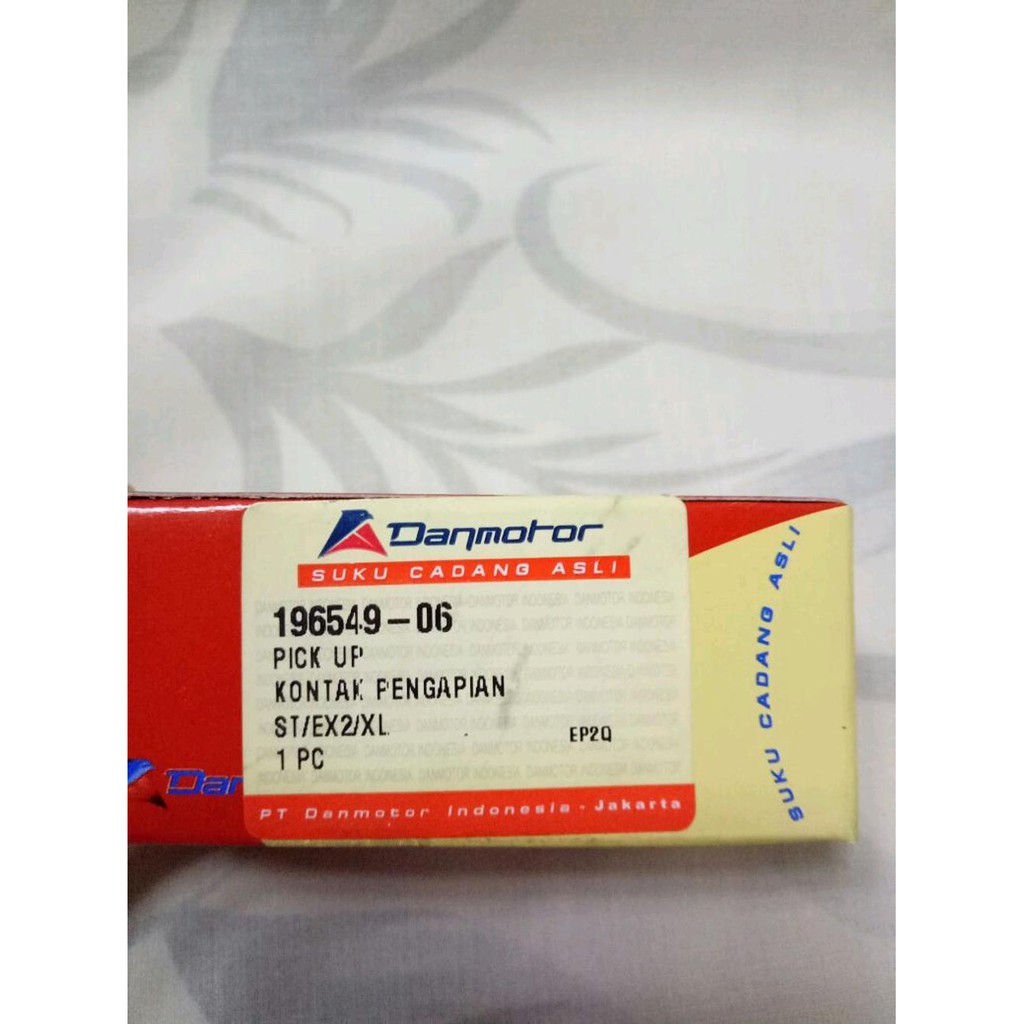 Danmotor
SUKU CADANG ASLI
196549-06
PICK UP
KONTAK PENGAPIAN
ST/EX2/XL
EP2Q
1 PC
PT Danmotor Indonesia - Jakarta
Dan
SUKU CADANG ASLI